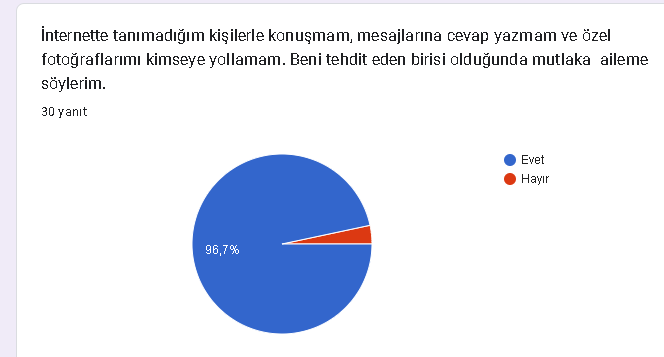 İnternette tanımadığım kişilerle konuşmam, mesajlarına cevap yazmam ve özel
fotoğraflarımı kimseye yollamam. Beni tehdit eden birisi olduğunda mutlaka  aileme
söylerim.
30 yanıt
Evet
Hayır
96,7%